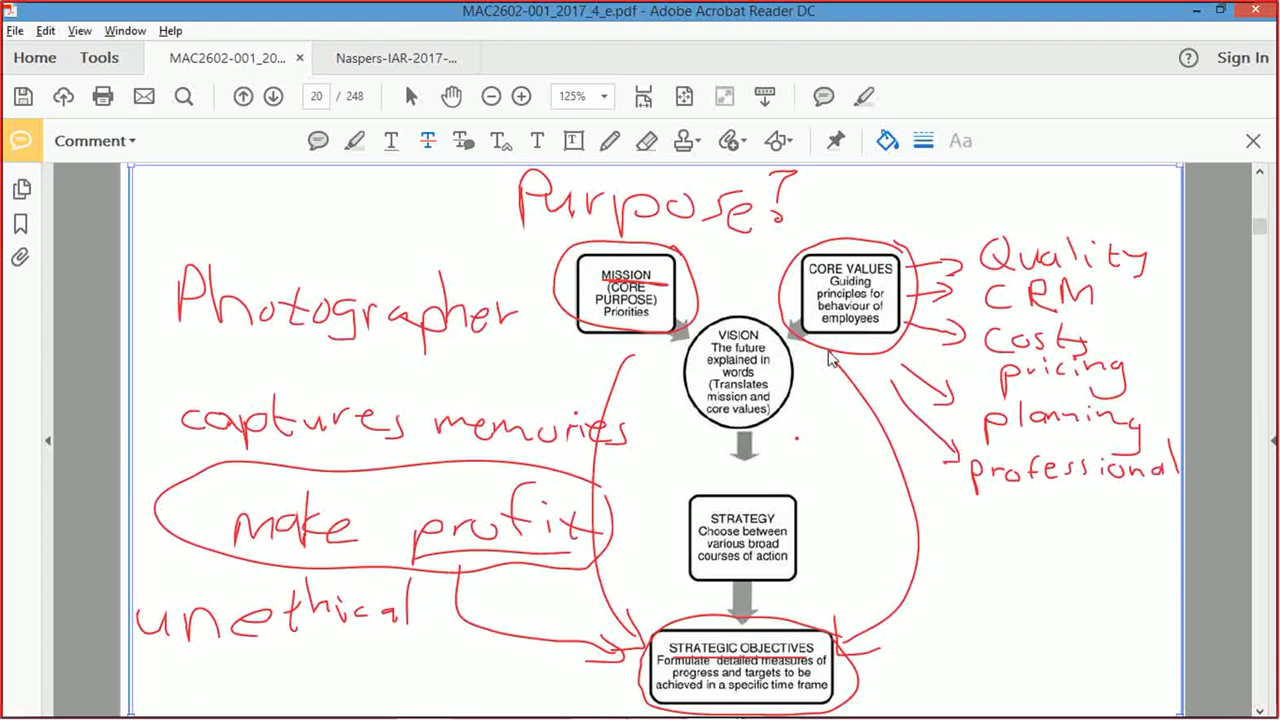 MAC2602-001_2017_4_e.pdf - Adobe Acrobat Reader DC
File Edit View Window Help
Home Tools MAC2602-001_20... × Naspers-IAR-2017-... Sign In
20 / 248 125%
Comment Aa
Purpose?
MISSION
(CORE
PURPOSE)
Priorities
CORE VALUES
Guiding
principles for
behaviour of
employees
Quality
CRM
Costs
pricing
planning
professional
Photographer
VISION
The future
explained in
words
(Translates
mission and
core values)
captures memories
make profit
unethical
STRATEGY
Choose between
various broad
courses of action
STRATEGIC OBJECTIVES
Formulate detailed measures of
progress and targets to be
achieved in a specific time frame